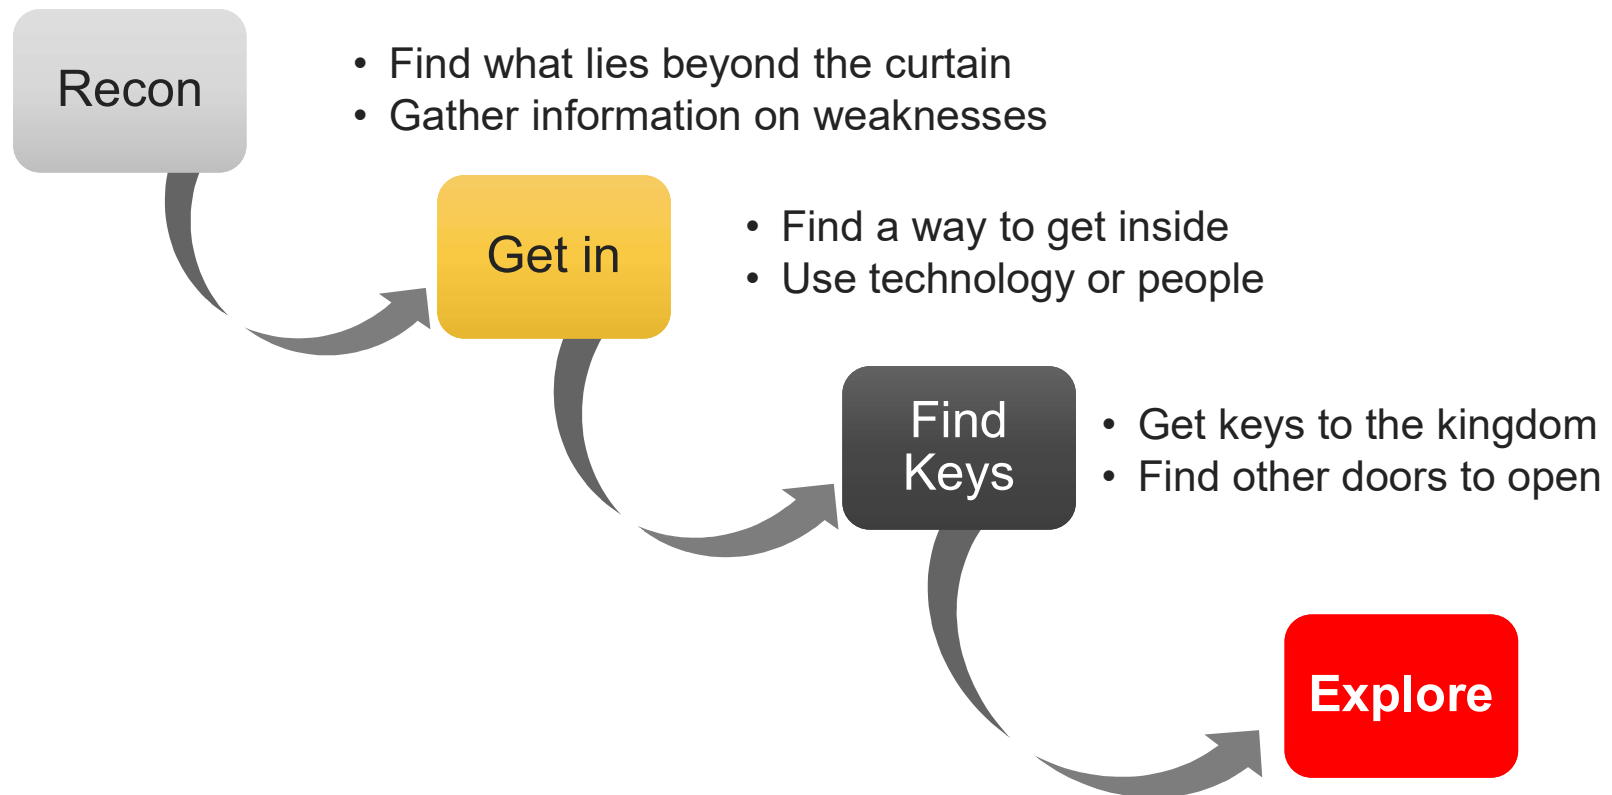 Recon
• Find what lies beyond the curtain
• Gather information on weaknesses
Get in
• Find a way to get inside
• Use technology or people
Find
Keys
• Get keys to the kingdom
• Find other doors to open
Explore